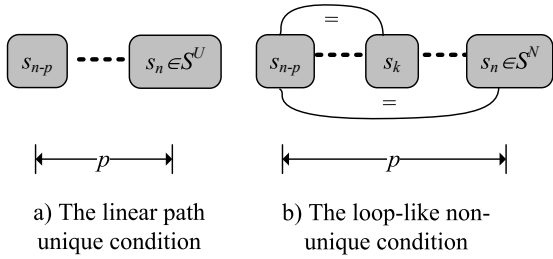 =
s_{n-p} s_n ∈ S^U s_{n-p} s_k s_n ∈ S^N
=
p p
a) The linear path
unique condition
b) The loop-like non-
unique condition